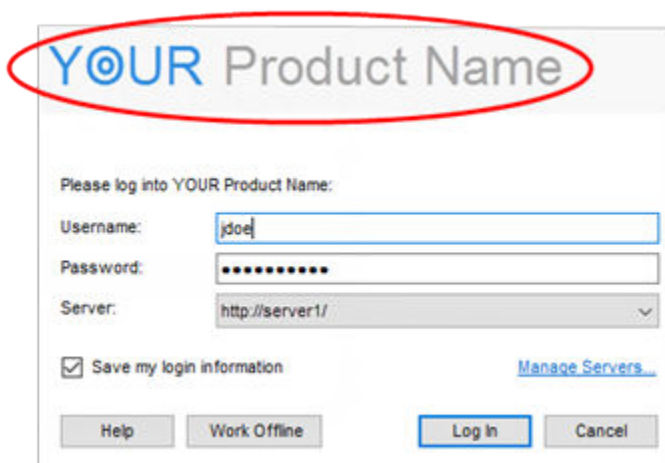 YOUR Product Name
Please log into YOUR Product Name:
Username: jdoe
Password: ••••••••••
Server: http://server1/
Save my login information Manage Servers...
Help Work Offline Log In Cancel